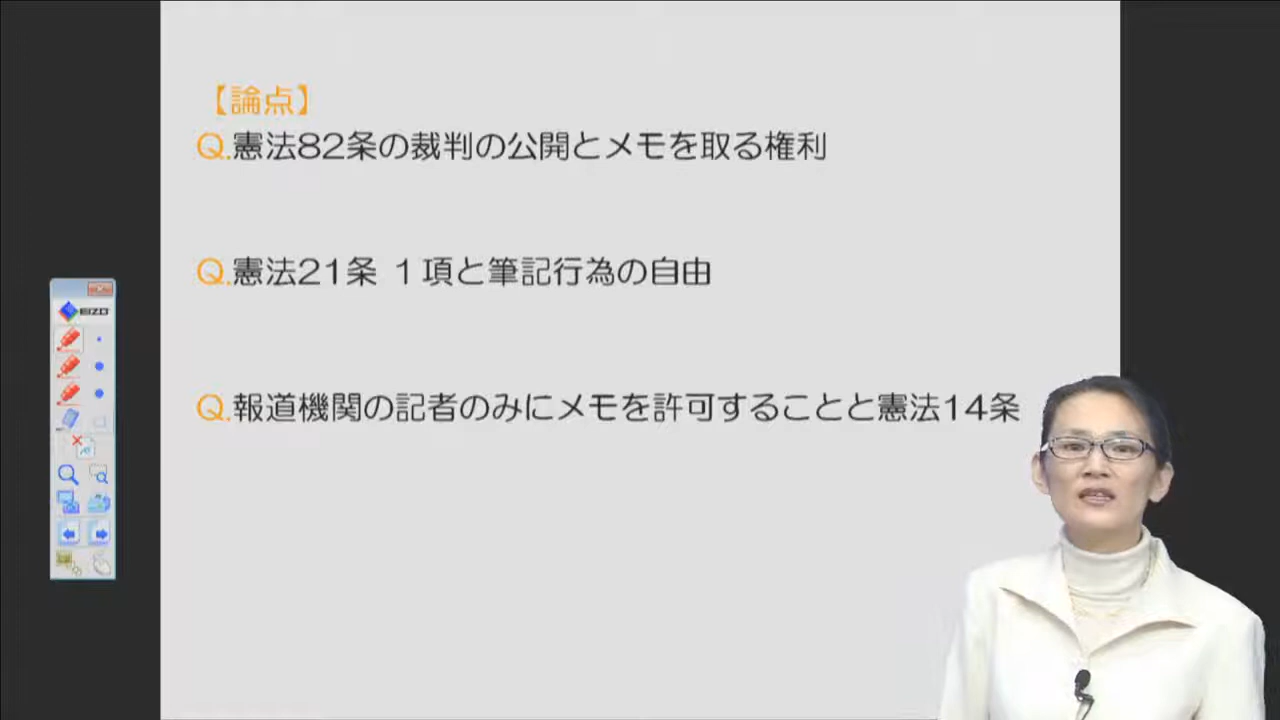 【論点】
Q.憲法82条の裁判の公開とメモを取る権利
Q.憲法21条 １項と筆記行為の自由
EIZO
Q.報道機関の記者のみにメモを許可することと憲法14条